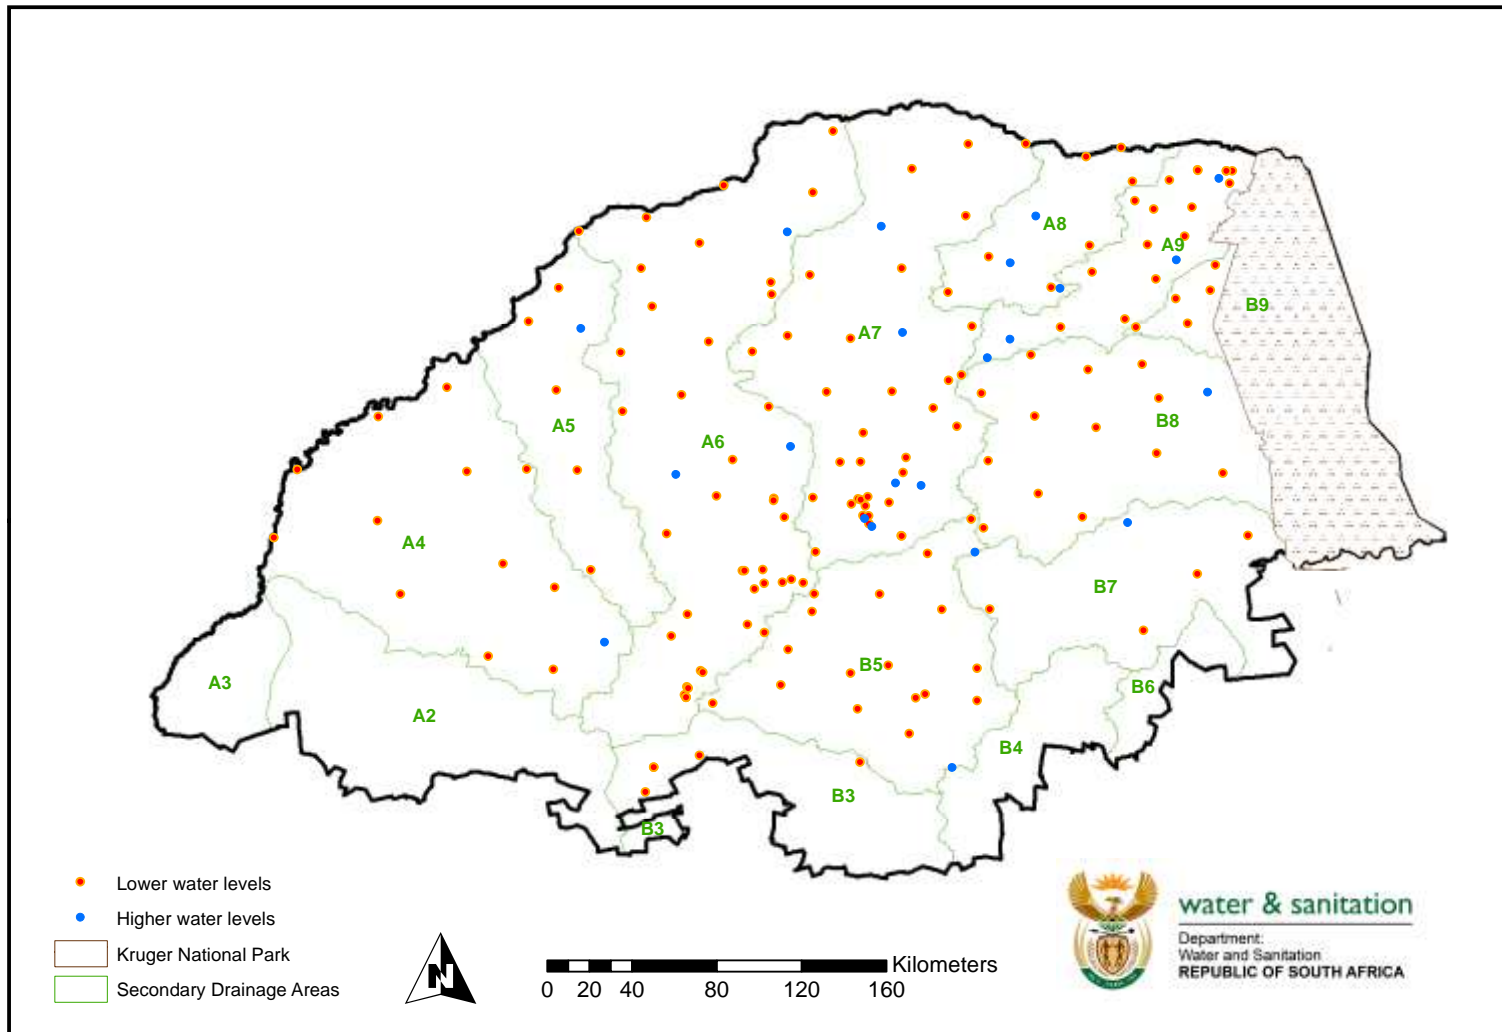 A8
A9
B9
A7
A5
A6
B8
A4
B7
B5
A3
B6
A2
B4
B3
B3
Lower water levels
Higher water levels
Kruger National Park
Secondary Drainage Areas
N
Kilometers
0 20 40 80 120 160
water & sanitation
Department:
Water and Sanitation
REPUBLIC OF SOUTH AFRICA